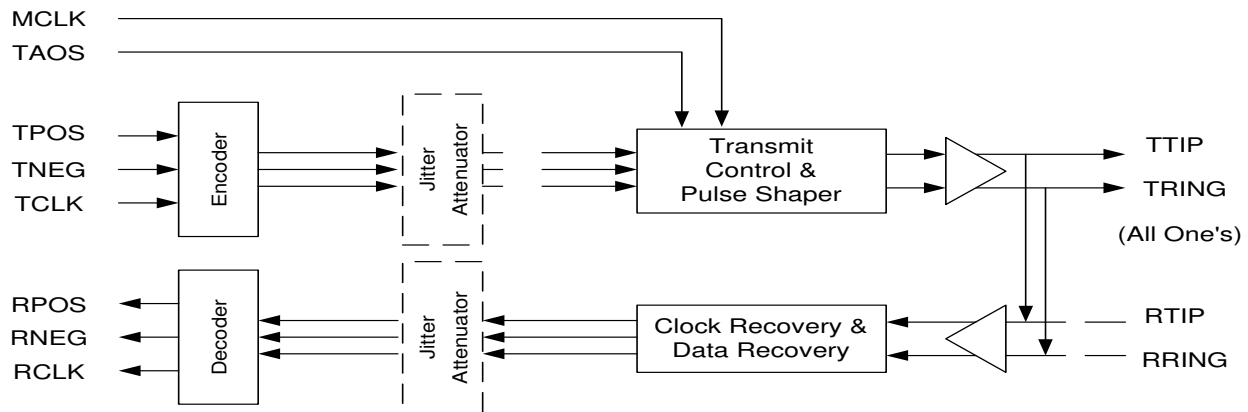 MCLK
TAOS
TPOS
TNEG
TCLK
Encoder
Jitter
Attenuator
Transmit
Control &
Pulse Shaper
TTIP
TRING
(All One's)
RPOS
RNEG
RCLK
Decoder
Jitter
Attenuator
Clock Recovery &
Data Recovery
RTIP
RRING